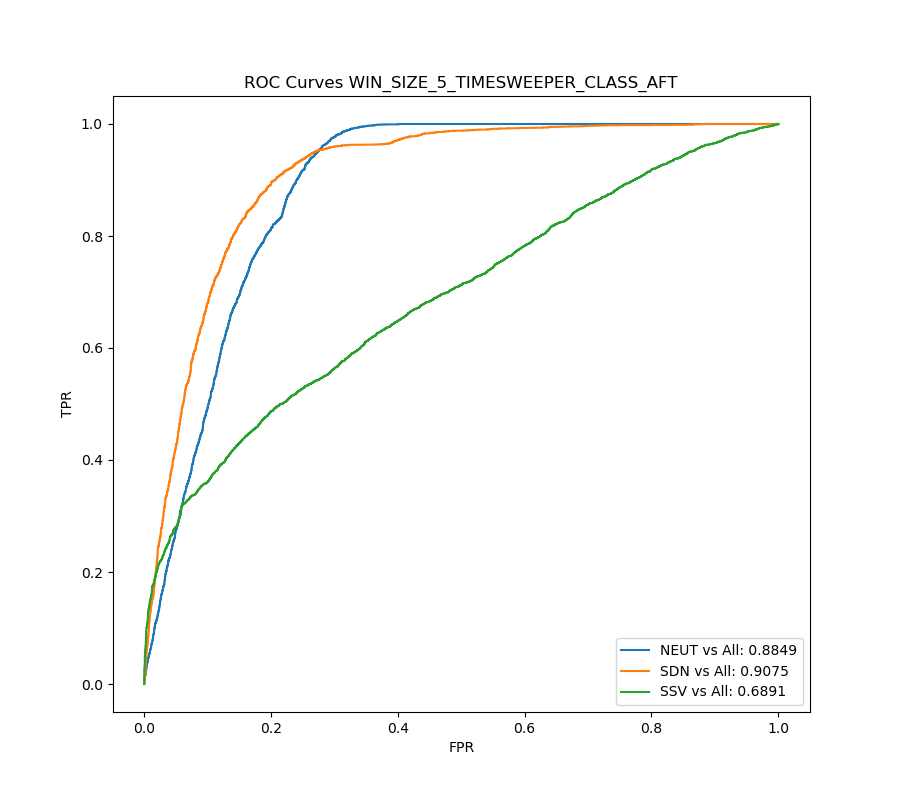 ROC Curves WIN_SIZE_5_TIMESWEEPER_CLASS_AFT
1.0
0.8
0.6
0.4
0.2
0.0
TPR
0.0 0.2 0.4 0.6 0.8 1.0
FPR
NEUT vs All: 0.8849
SDN vs All: 0.9075
SSV vs All: 0.6891